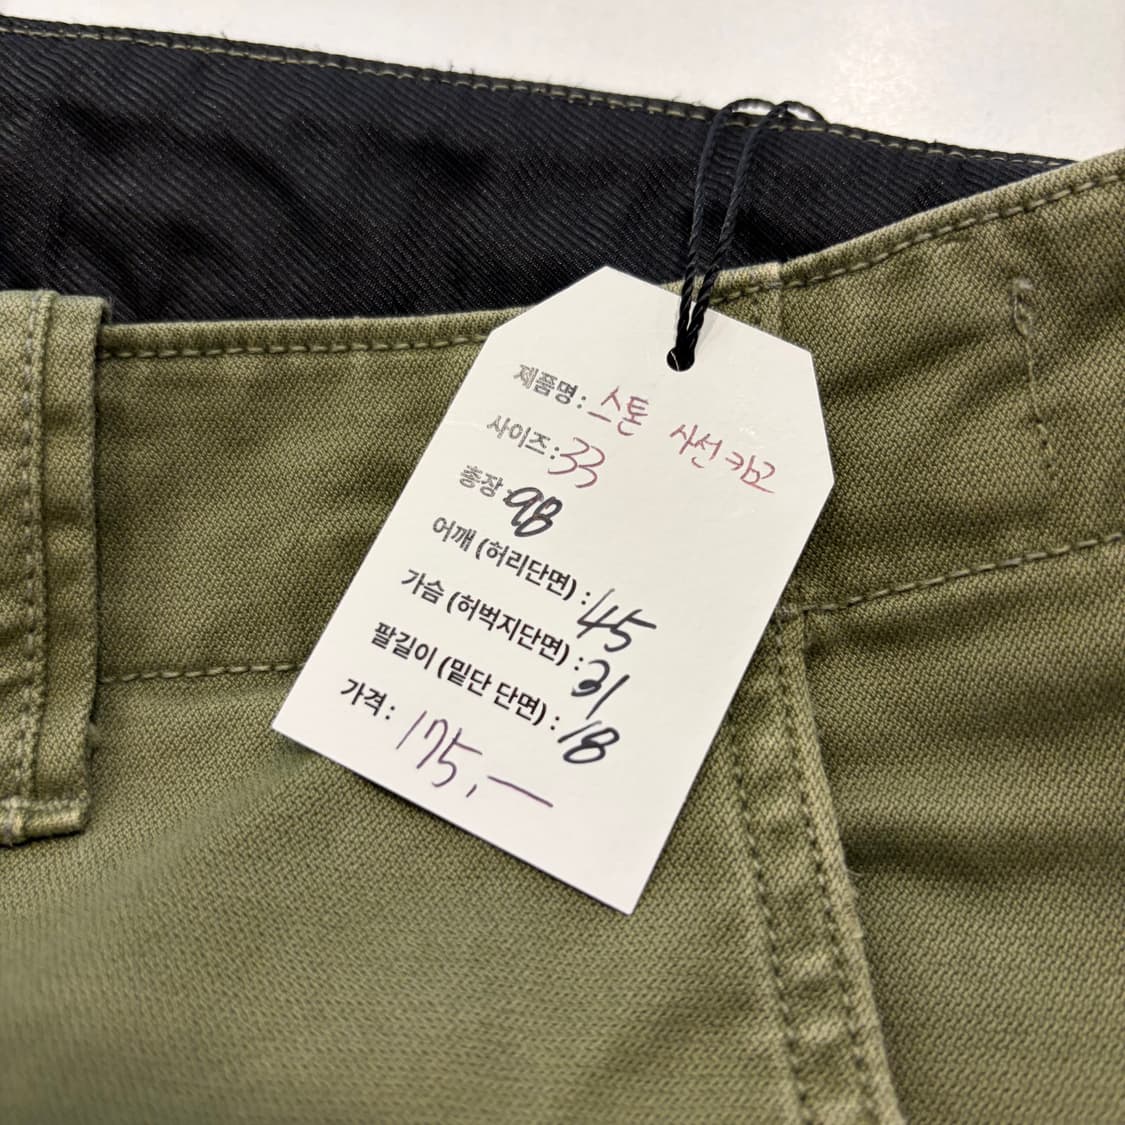 제품명: 스톤 사선 카고
사이즈: 33
총장: 98
어깨 (허리단면) : 45
가슴 (허벅지단면) : 31
팔길이 (밑단 단면) : 18
가격: 175,—